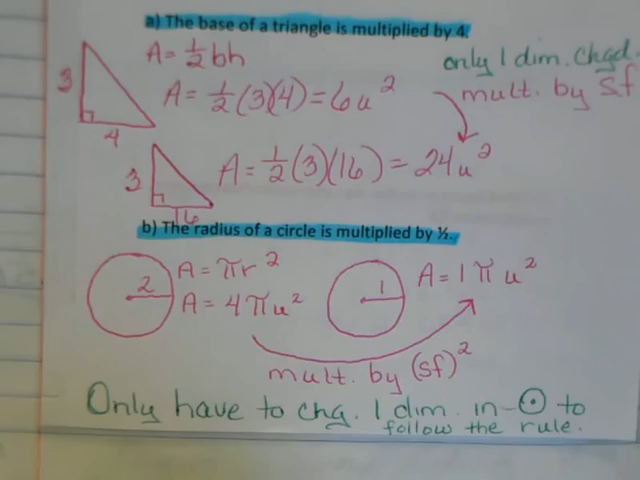 a) The base of a triangle is multiplied by 4.
A = ½bh
only 1 dim. chgd.
3
A = ½(3)(4) = 6u²
mult. by sf
4
3
A = ½(3)(16) = 24u²
16
b) The radius of a circle is multiplied by ½.
2
A = πr²
1
A = 1πu²
A = 4πu²
mult. by (sf)²
Only have to chg. 1 dim. in ⊙ to
follow the rule.